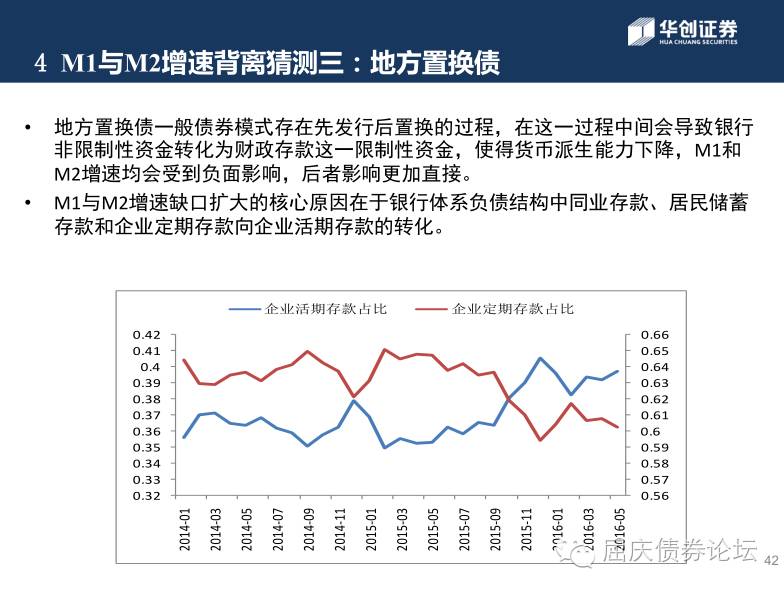 华创证券
HUA CHUANG SECURITIES
4 M1与M2增速背离猜测三：地方置换债
• 地方置换债一般债券模式存在先发行后置换的过程，在这一过程中间会导致银行
非限制性资金转化为财政存款这一限制性资金，使得货币派生能力下降，M1和
M2增速均会受到负面影响，后者影响更加直接。
• M1与M2增速缺口扩大的核心原因在于银行体系负债结构中同业存款、居民储蓄
存款和企业定期存款向企业活期存款的转化。
企业活期存款占比 企业定期存款占比
0.42 0.66
0.41 0.65
0.4 0.64
0.39 0.63
0.38 0.62
0.37 0.61
0.36 0.6
0.35 0.59
0.34 0.58
0.33 0.57
0.32 0.56
2014-01
2014-03
2014-05
2014-07
2014-09
2014-11
2015-01
2015-03
2015-05
2015-07
2015-09
2015-11
2016-01
2016-03
2016-05
屈庆债券论坛
42